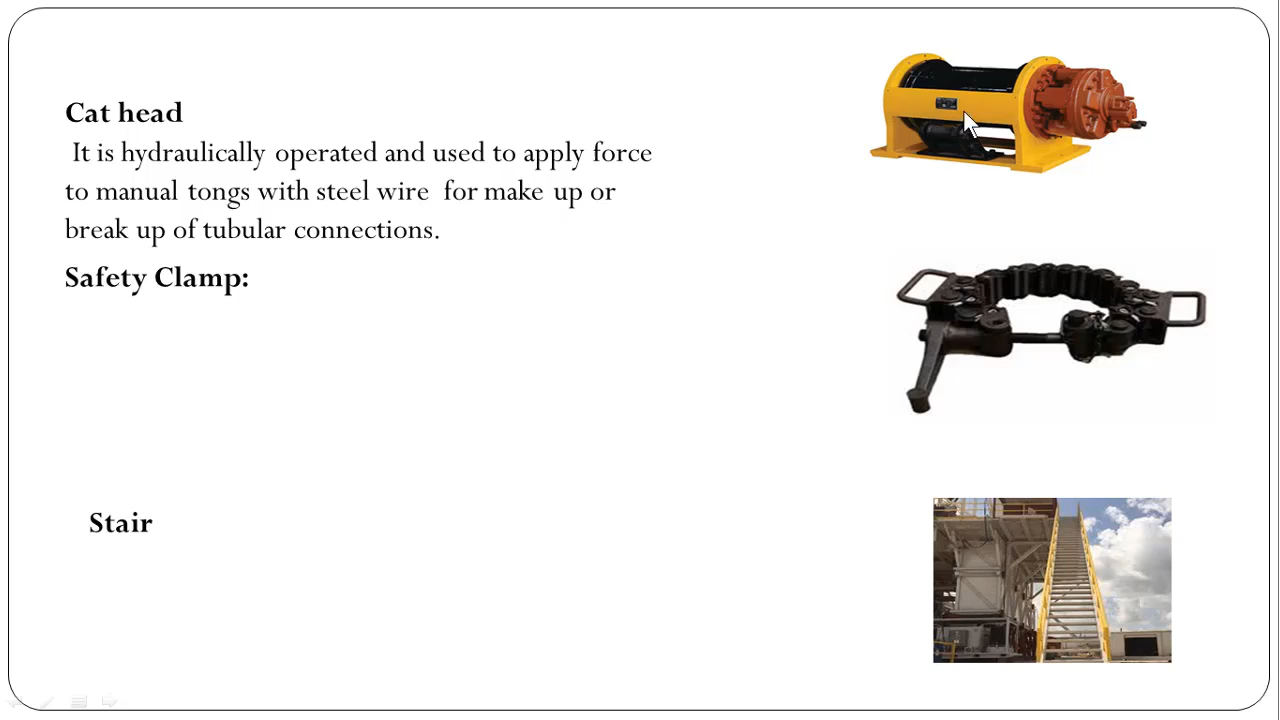 Cat head
It is hydraulically operated and used to apply force
to manual tongs with steel wire for make up or
break up of tubular connections.
Safety Clamp:
Stair